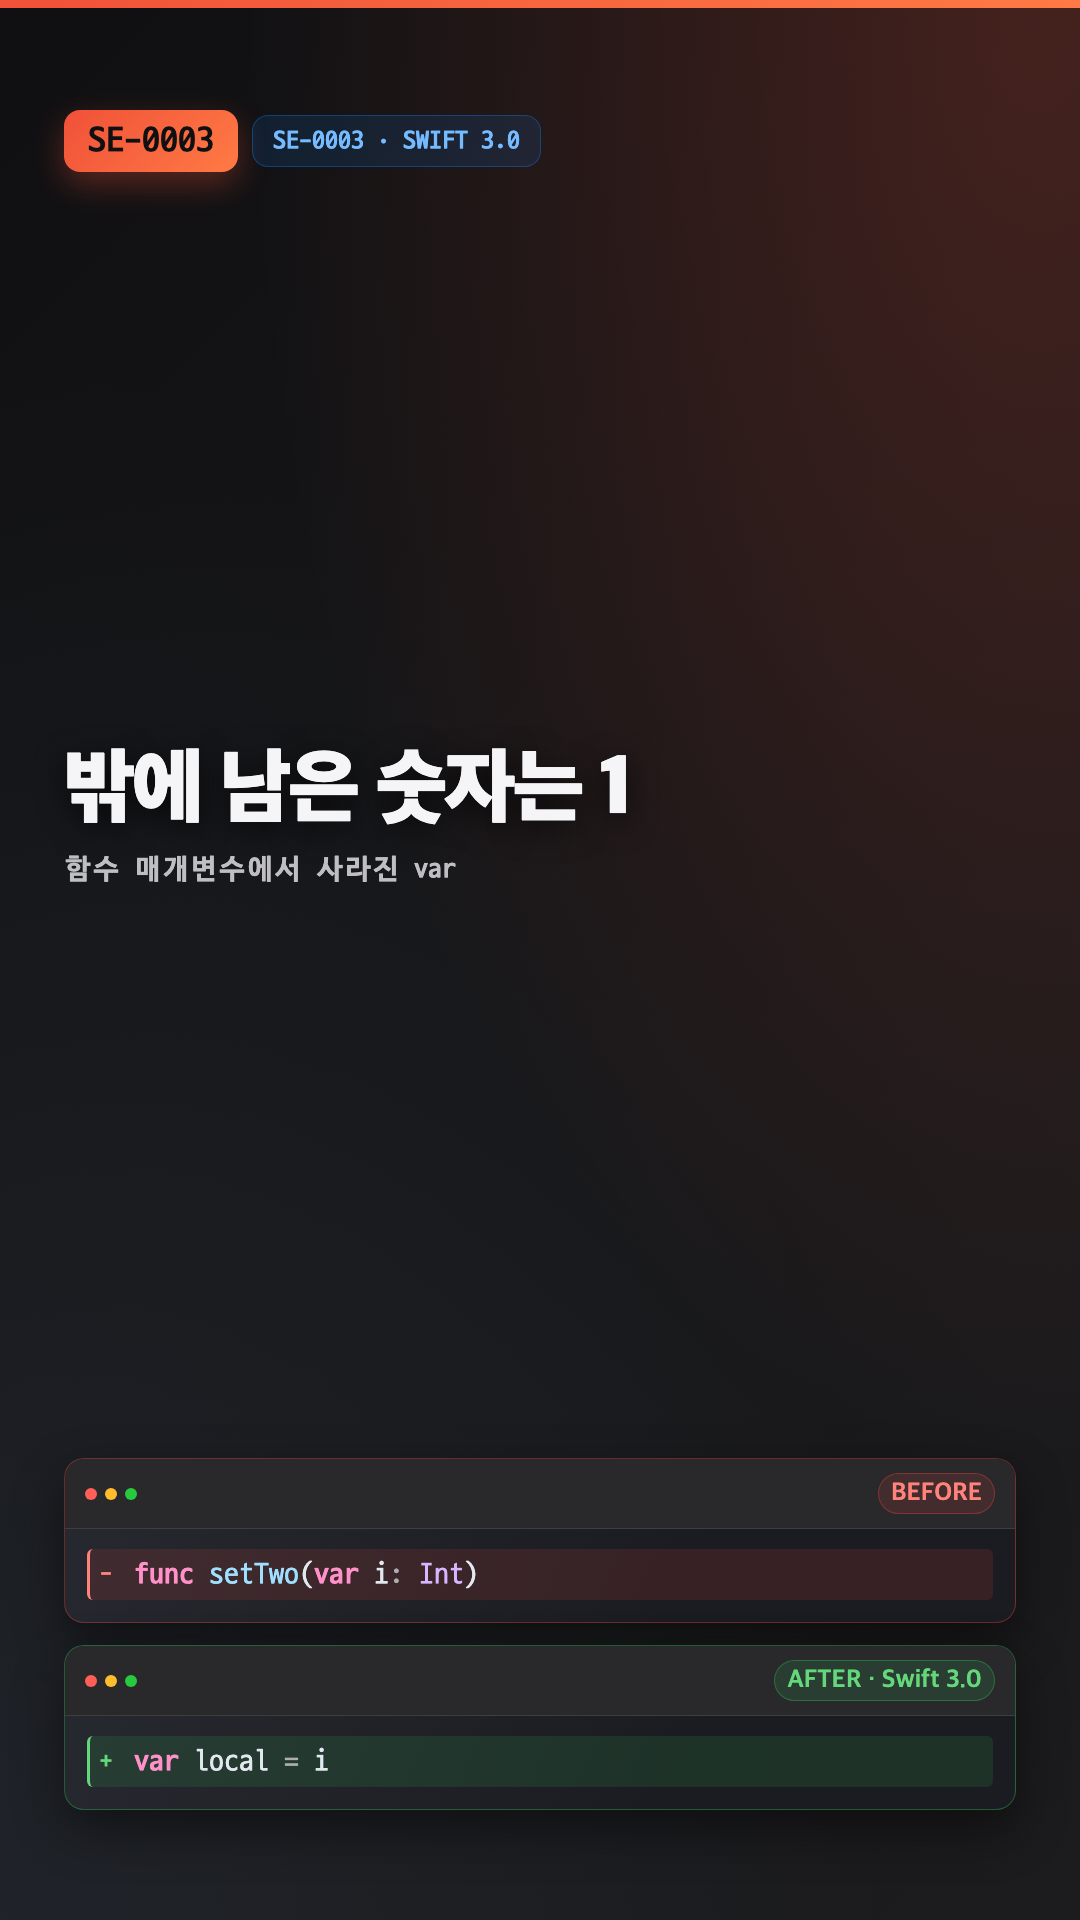 SE-0003
SE-0003 · SWIFT 3.0
밖에 남은 숫자는 1
함수 매개변수에서 사라진 var
BEFORE
- func setTwo(var i: Int)
AFTER · Swift 3.0
+ var local = i